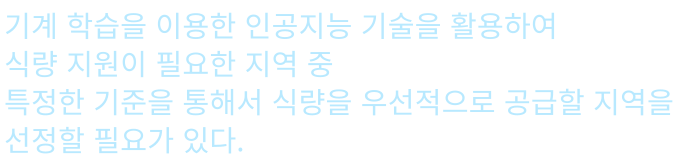 기계 학습을 이용한 인공지능 기술을 활용하여
식량 지원이 필요한 지역 중
특정한 기준을 통해서 식량을 우선적으로 공급할 지역을
선정할 필요가 있다.